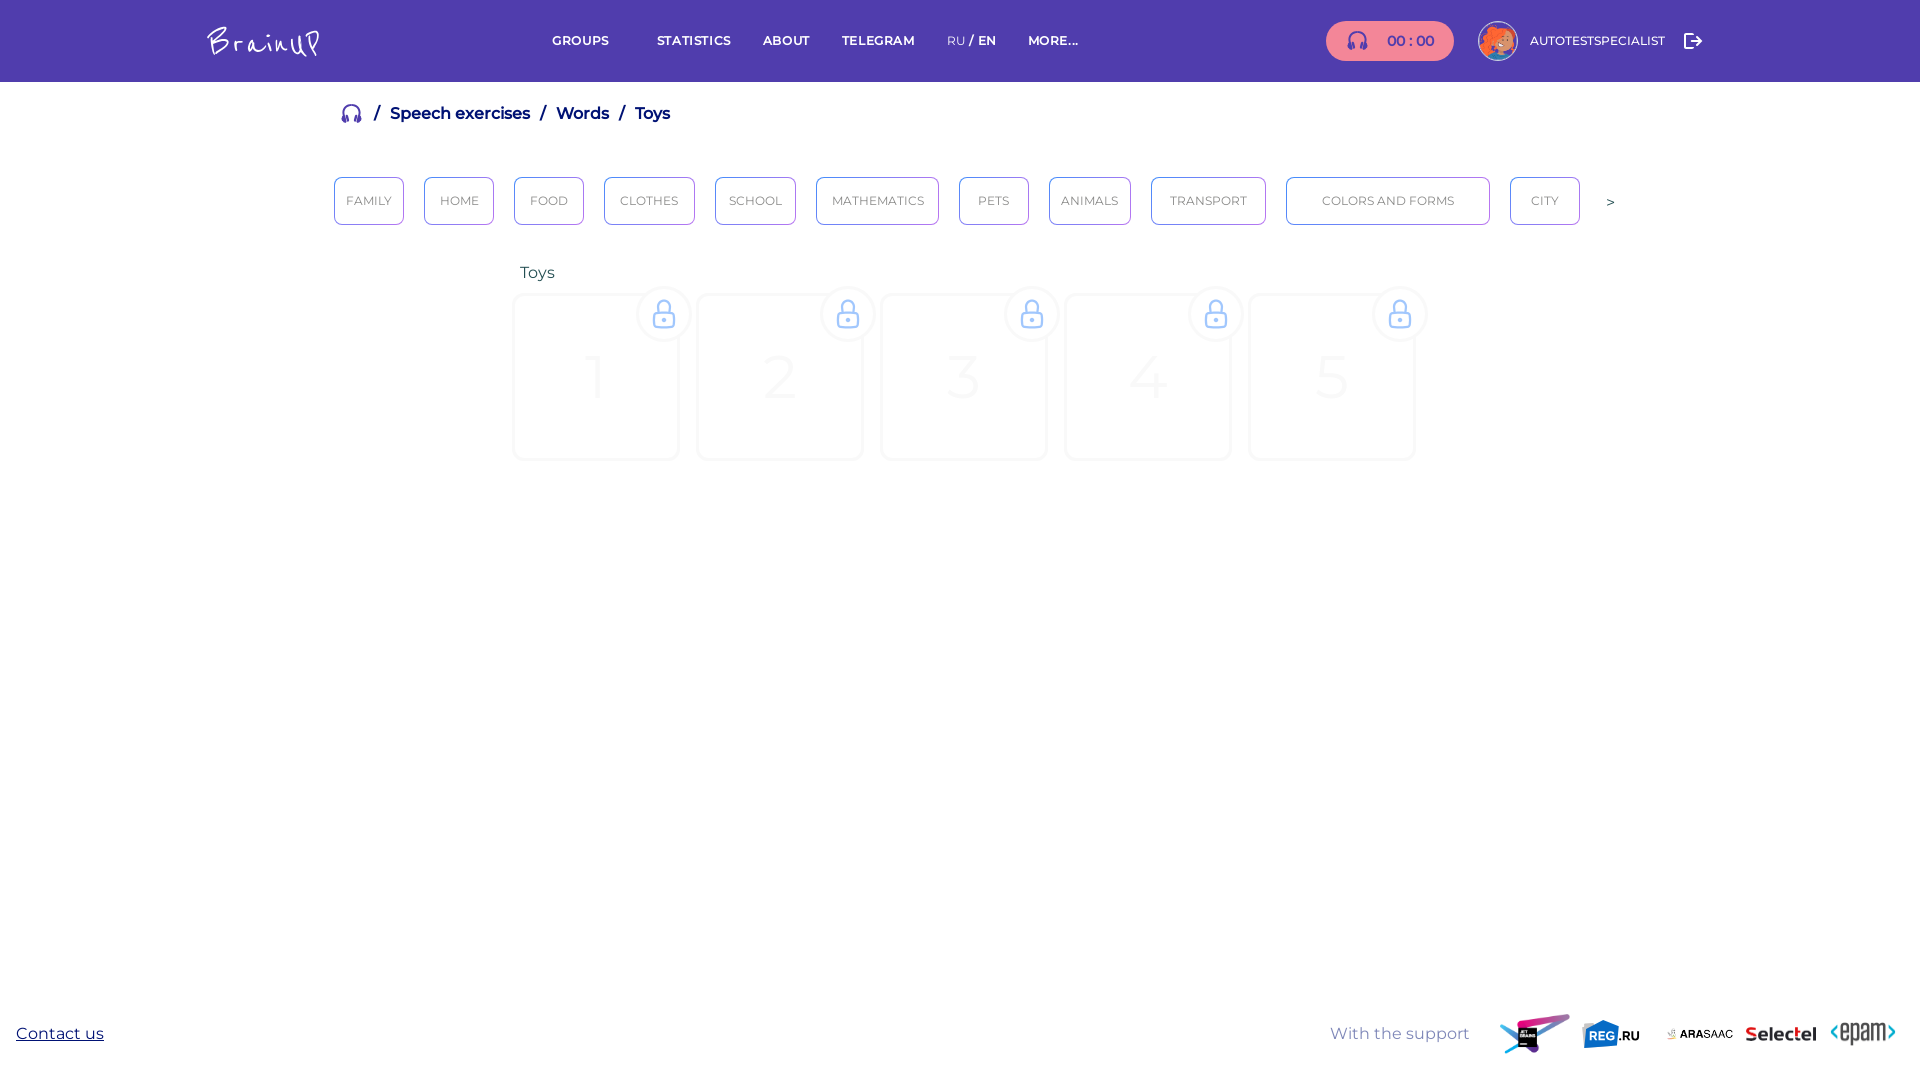 BrainUP GROUPS STATISTICS ABOUT TELEGRAM RU / EN MORE... 00 : 00 AUTOTESTSPECIALIST
/ Speech exercises / Words / Toys
FAMILY HOME FOOD CLOTHES SCHOOL MATHEMATICS PETS ANIMALS TRANSPORT COLORS AND FORMS CITY >
Toys
1 2 3 4 5
Contact us With the support JET BRAINS REG.RU ARASAAC Selectel <epam>